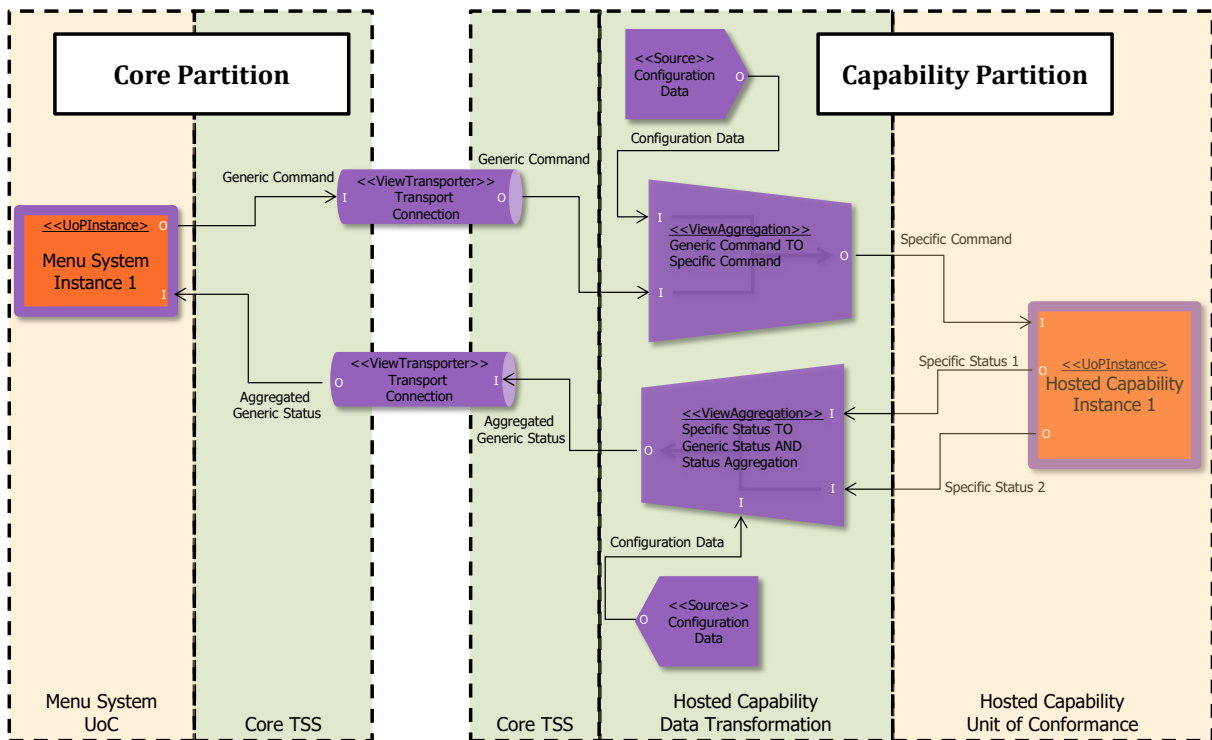 Core Partition
Capability Partition
<<Source>>
Configuration
Data
O
Configuration Data
Generic Command
Generic Command
<<ViewTransporter>>
Transport
Connection
I
O
<<UoPInstance>
Menu System
Instance 1
O
I
I
<<ViewAggregation>>
Generic Command TO
Specific Command
O
I
Specific Command
I
Specific Status 1
O
<<UoPInstance>
Hosted Capability
Instance 1
O
<<ViewTransporter>>
Transport
Connection
O
I
Aggregated
Generic Status
Aggregated
Generic Status
I
<<ViewAggregation>>
Specific Status TO
Generic Status AND
Status Aggregation
O
I
I
Specific Status 2
Configuration Data
<<Source>>
Configuration
Data
O
Menu System
UoC
Core TSS
Core TSS
Hosted Capability
Data Transformation
Hosted Capability
Unit of Conformance